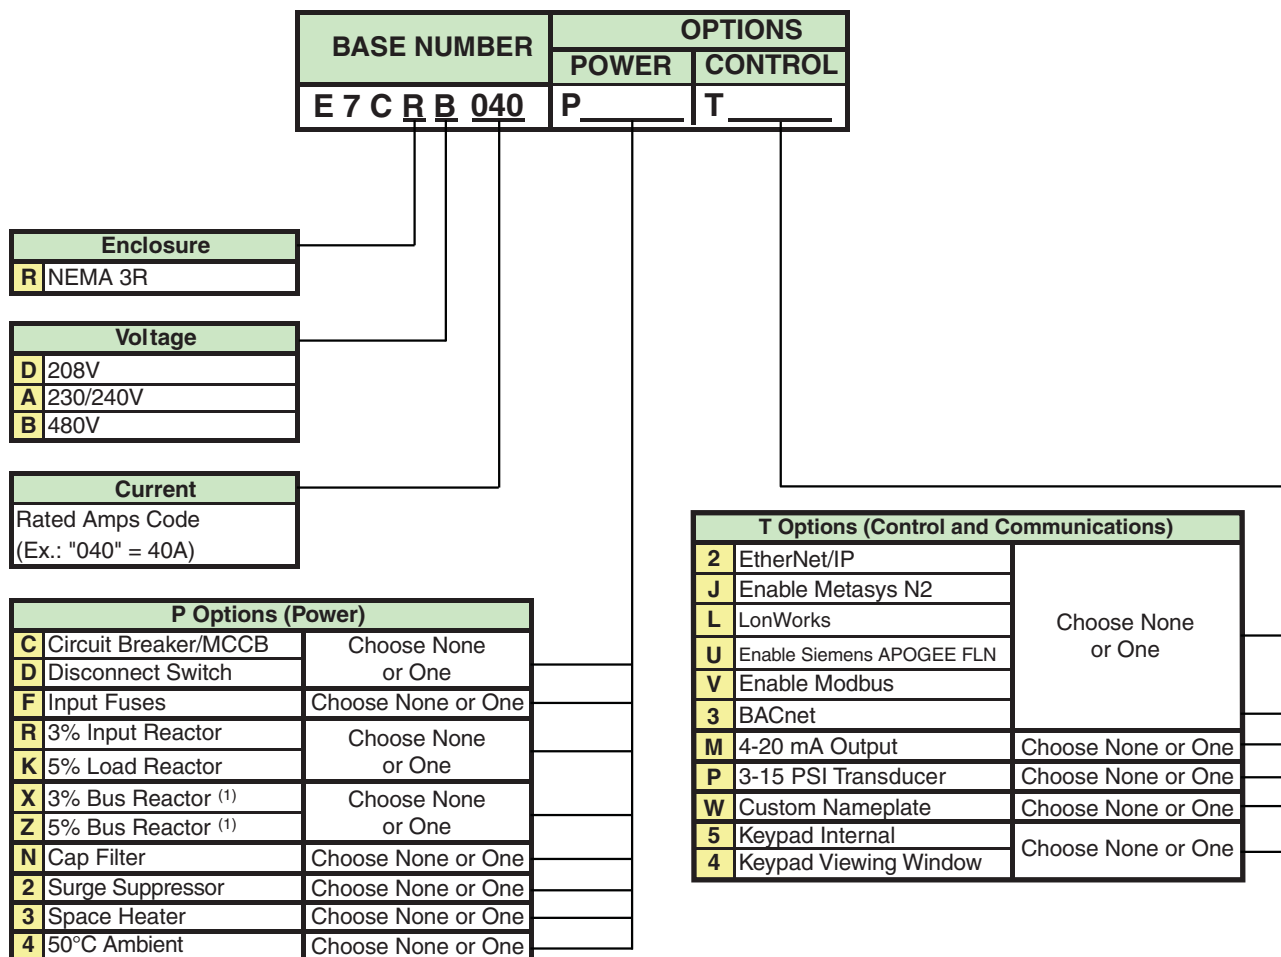 BASE NUMBER
OPTIONS
POWER CONTROL
E 7 C R B 040 P T
Enclosure
R NEMA 3R
Voltage
D 208V
A 230/240V
B 480V
Current
Rated Amps Code
(Ex.: "040" = 40A)
P Options (Power)
C Circuit Breaker/MCCB
D Disconnect Switch
Choose None
or One
F Input Fuses Choose None or One
R 3% Input Reactor
K 5% Load Reactor
Choose None
or One
X 3% Bus Reactor (1)
Z 5% Bus Reactor (1)
Choose None
or One
N Cap Filter Choose None or One
2 Surge Suppressor Choose None or One
3 Space Heater Choose None or One
4 50°C Ambient Choose None or One
T Options (Control and Communications)
2 EtherNet/IP
J Enable Metasys N2
L LonWorks
U Enable Siemens APOGEE FLN
V Enable Modbus
3 BACnet
Choose None
or One
M 4-20 mA Output Choose None or One
P 3-15 PSI Transducer Choose None or One
W Custom Nameplate Choose None or One
5 Keypad Internal
4 Keypad Viewing Window
Choose None or One